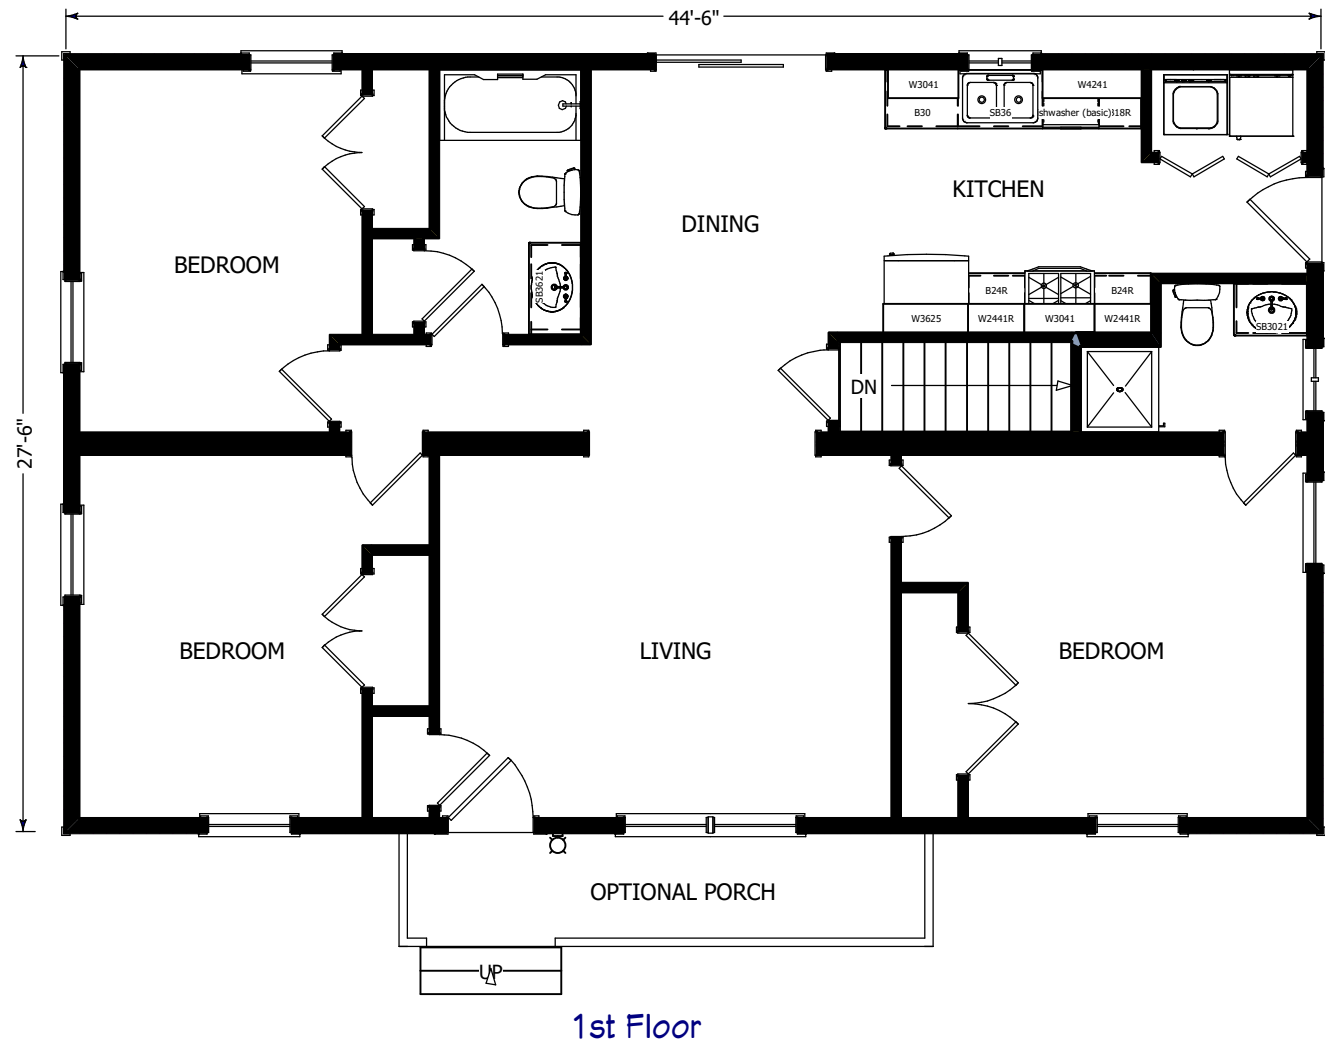 44'-6"
27'-6"
W3041
W4241
B30
SB36
shwasher (basic)
318R
KITCHEN
DINING
BEDROOM
SB3621
B24R
B24R
W3625
W2441R
W3041
W2441R
SB3021
DN
BEDROOM
LIVING
BEDROOM
OPTIONAL PORCH
UP
1st Floor